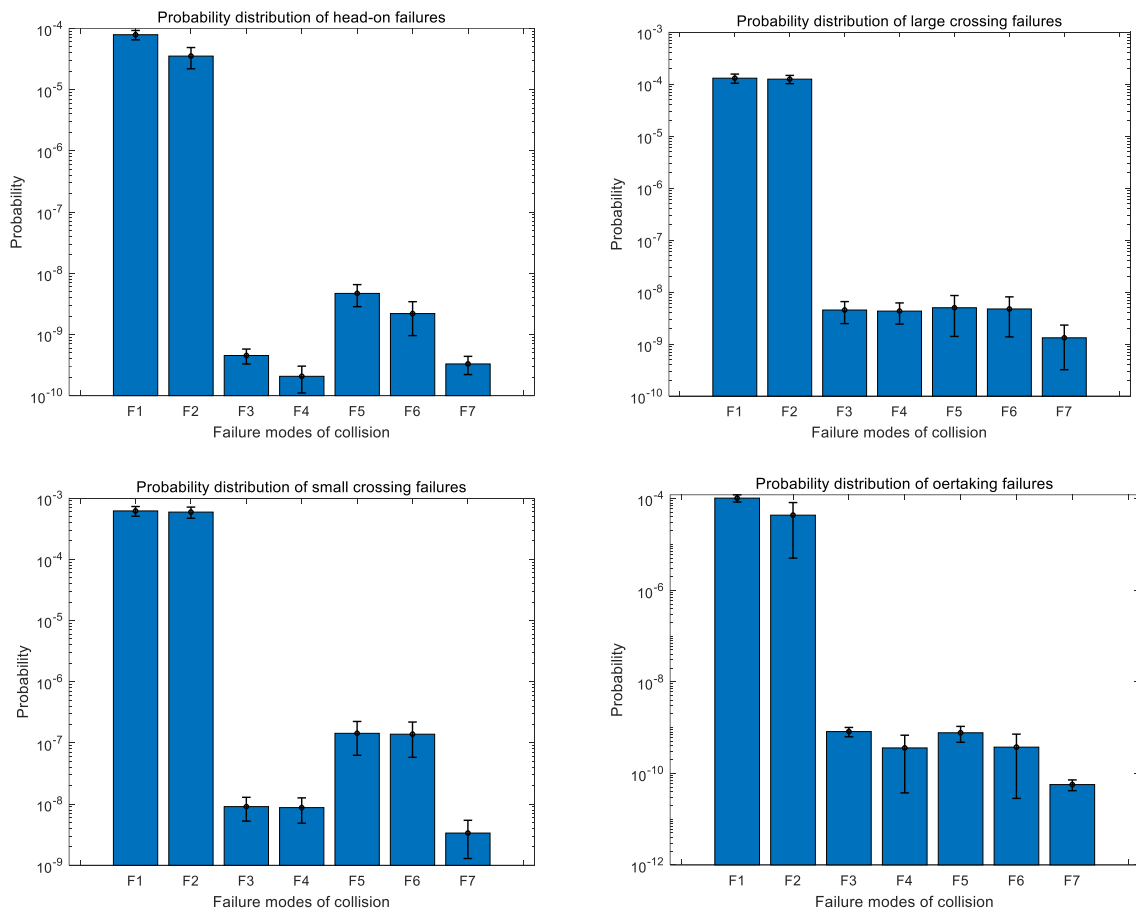 Probability distribution of head-on failures
10^-4
10^-5
10^-6
10^-7
10^-8
10^-9
10^-10
Probability
F1 F2 F3 F4 F5 F6 F7
Failure modes of collision
Probability distribution of large crossing failures
10^-3
10^-4
10^-5
10^-6
10^-7
10^-8
10^-9
10^-10
Probability
F1 F2 F3 F4 F5 F6 F7
Failure modes of collision
Probability distribution of small crossing failures
10^-3
10^-4
10^-5
10^-6
10^-7
10^-8
10^-9
Probability
F1 F2 F3 F4 F5 F6 F7
Failure modes of collision
Probability distribution of oertaking failures
10^-4
10^-6
10^-8
10^-10
10^-12
Probability
F1 F2 F3 F4 F5 F6 F7
Failure modes of collision